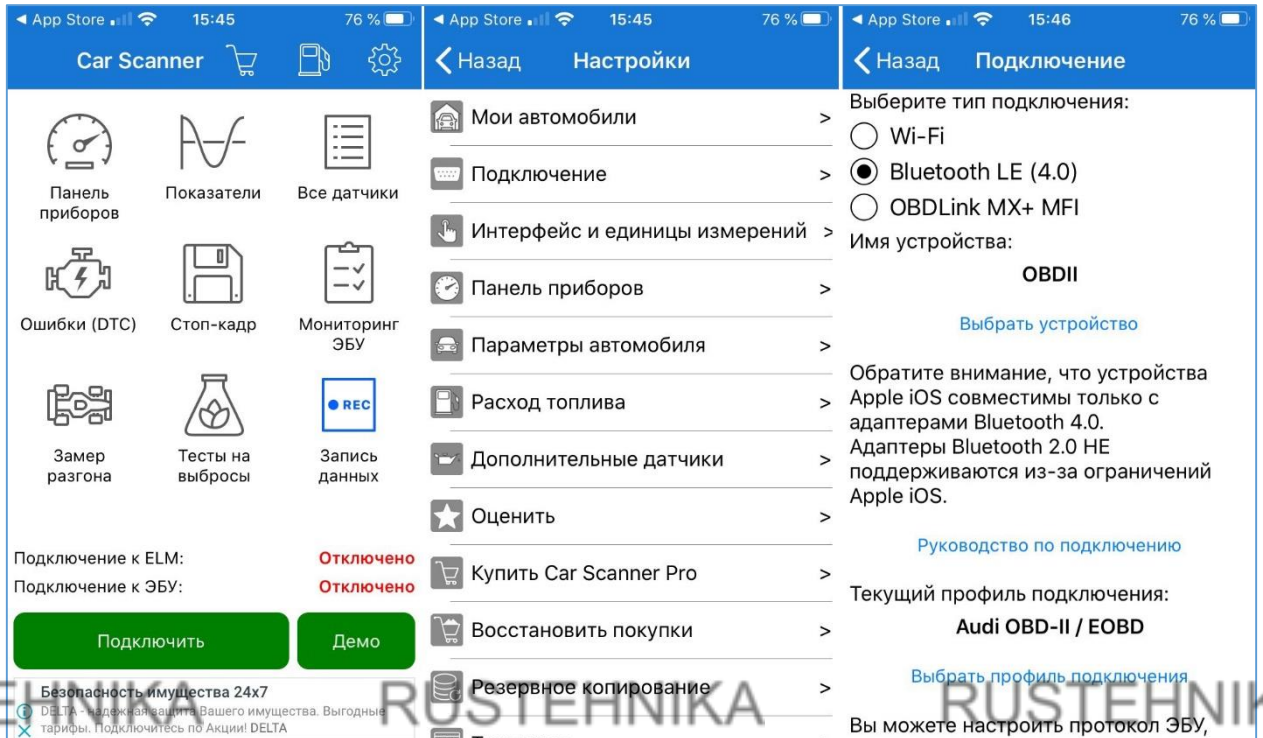 App Store 15:45 76 %
Car Scanner
Панель
приборов
Показатели
Все датчики
Ошибки (DTC)
Стоп-кадр
Мониторинг
ЭБУ
Замер
разгона
Тесты на
выбросы
REC
Запись
данных
Подключение к ELM: Отключено
Подключение к ЭБУ: Отключено
Подключить
Демо
Безопасность имущества 24x7
DELTA - надежная защита Вашего имущества. Выгодные
тарифы. Подключитесь по Акции! DELTA
App Store 15:45 76 %
Назад Настройки
Мои автомобили >
Подключение >
Интерфейс и единицы измерений >
Панель приборов >
Параметры автомобиля >
Расход топлива >
Дополнительные датчики >
Оценить >
Купить Car Scanner Pro >
Восстановить покупки >
Резервное копирование >
App Store 15:46 76 %
Назад Подключение
Выберите тип подключения:
Wi-Fi
Bluetooth LE (4.0)
OBDLink MX+ MFI
Имя устройства:
OBDII
Выбрать устройство
Обратите внимание, что устройства
Apple iOS совместимы только с
адаптерами Bluetooth 4.0.
Адаптеры Bluetooth 2.0 НЕ
поддерживаются из-за ограничений
Apple iOS.
Руководство по подключению
Текущий профиль подключения:
Audi OBD-II / EOBD
Выбрать профиль подключения
Вы можете настроить протокол ЭБУ,
EHNIKA RUSTEHNIKA RUSTEHNIK